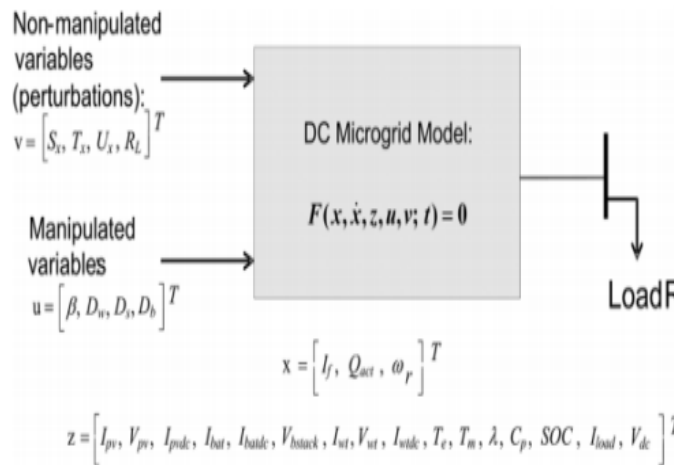 Non-manipulated
variables
(perturbations):
v = [S_x, T_x, U_x, R_L]^T
DC Microgrid Model:
F(x, ẋ, z, u, v; t) = 0
Manipulated
variables
u = [β, D_w, D_s, D_b]^T
LoadR
x = [I_f, Q_act, ω_r]^T
z = [I_pv, V_pv, I_pvdc, I_bat, I_batdc, V_bstack, I_wt, V_wt, I_wtdc, T_e, T_m, λ, C_p, SOC, I_load, V_dc]^T